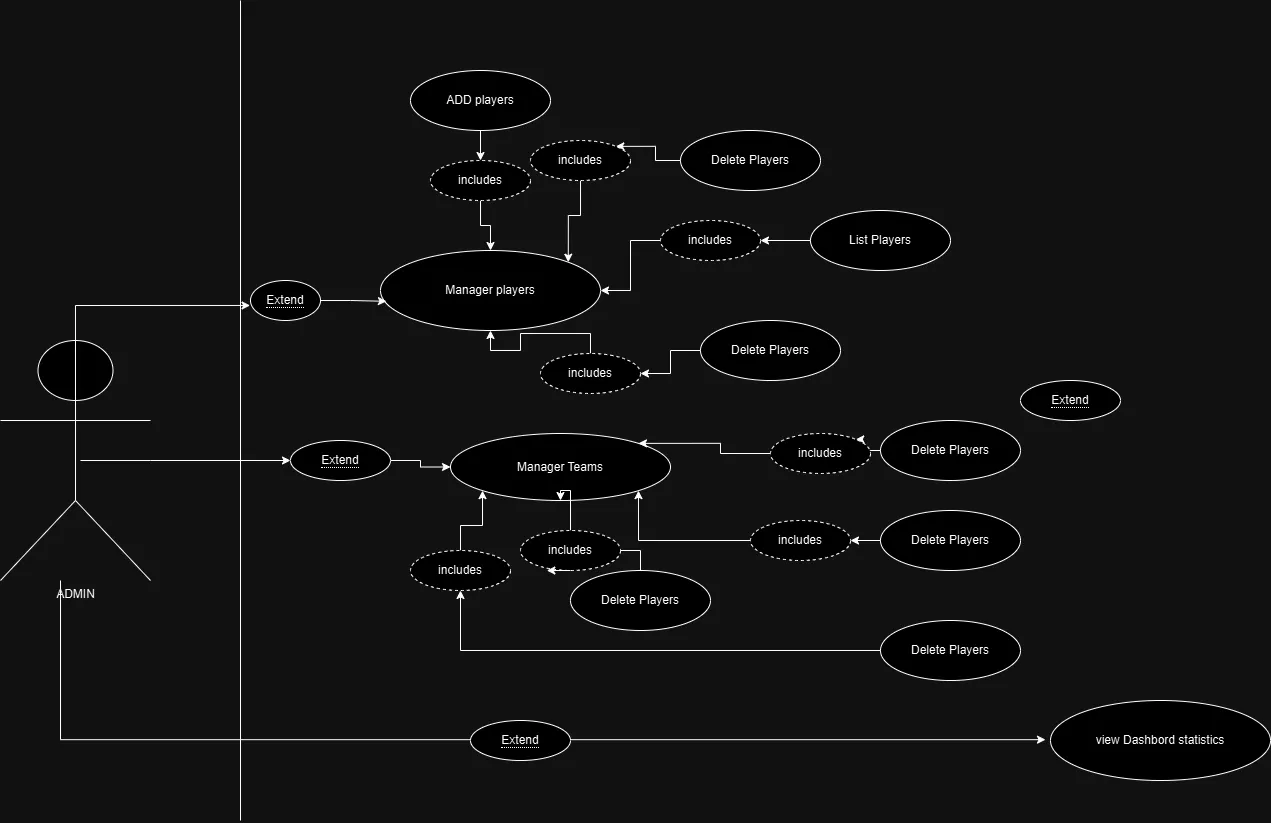 ADD players
includes
Delete Players
includes
includes
List Players
Extend
Manager players
Delete Players
includes
Extend
Extend
Manager Teams
includes
Delete Players
includes
Delete Players
includes
includes
Delete Players
ADMIN
Delete Players
Extend
view Dashbord statistics